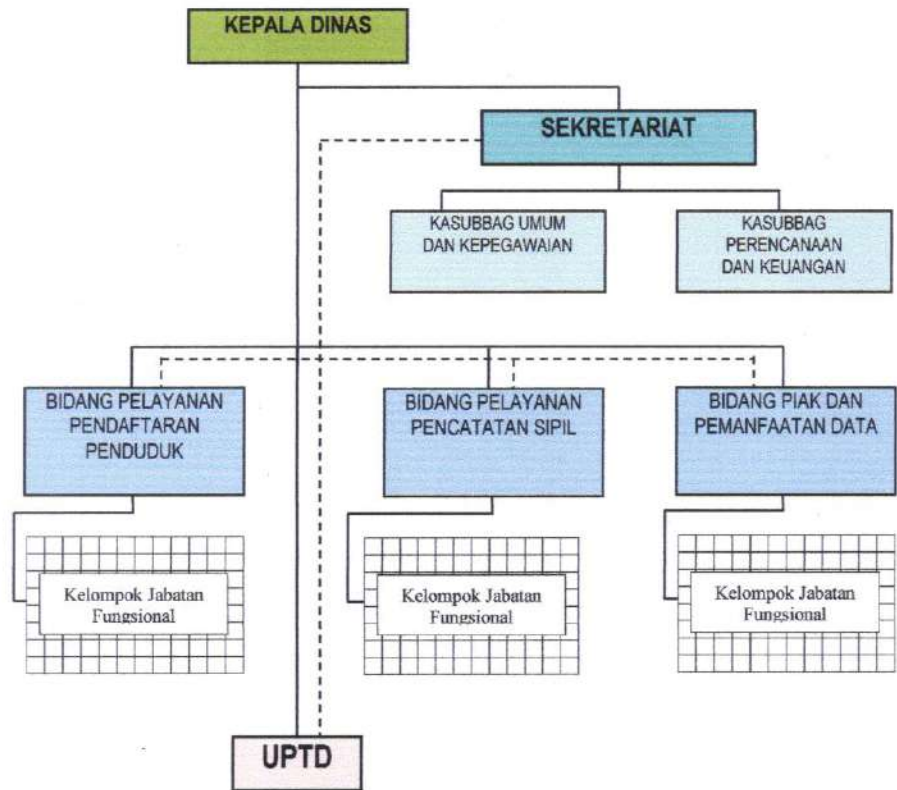 KEPALA DINAS
SEKRETARIAT
KASUBBAG UMUM
DAN KEPEGAWAIAN
KASUBBAG
PERENCANAAN
DAN KEUANGAN
BIDANG PELAYANAN
PENDAFTARAN
PENDUDUK
BIDANG PELAYANAN
PENCATATAN SIPIL
BIDANG PIAK DAN
PEMANFAATAN DATA
Kelompok Jabatan
Fungsional
Kelompok Jabatan
Fungsional
Kelompok Jabatan
Fungsional
UPTD